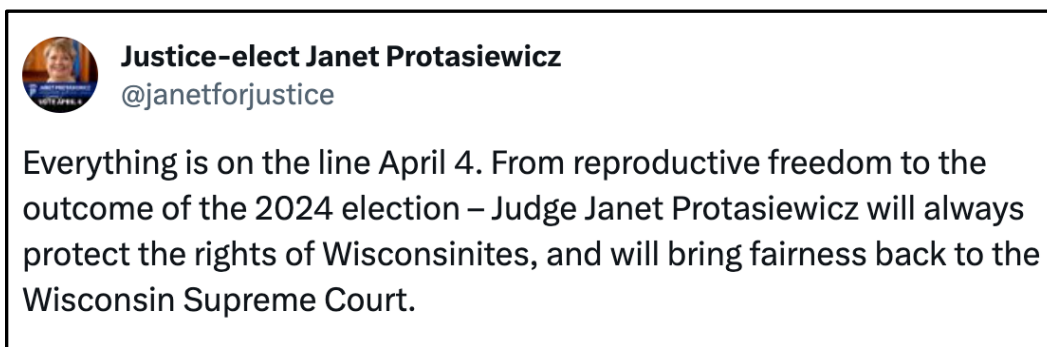 Justice-elect Janet Protasiewicz
@janetforjustice
Everything is on the line April 4. From reproductive freedom to the
outcome of the 2024 election – Judge Janet Protasiewicz will always
protect the rights of Wisconsinites, and will bring fairness back to the
Wisconsin Supreme Court.